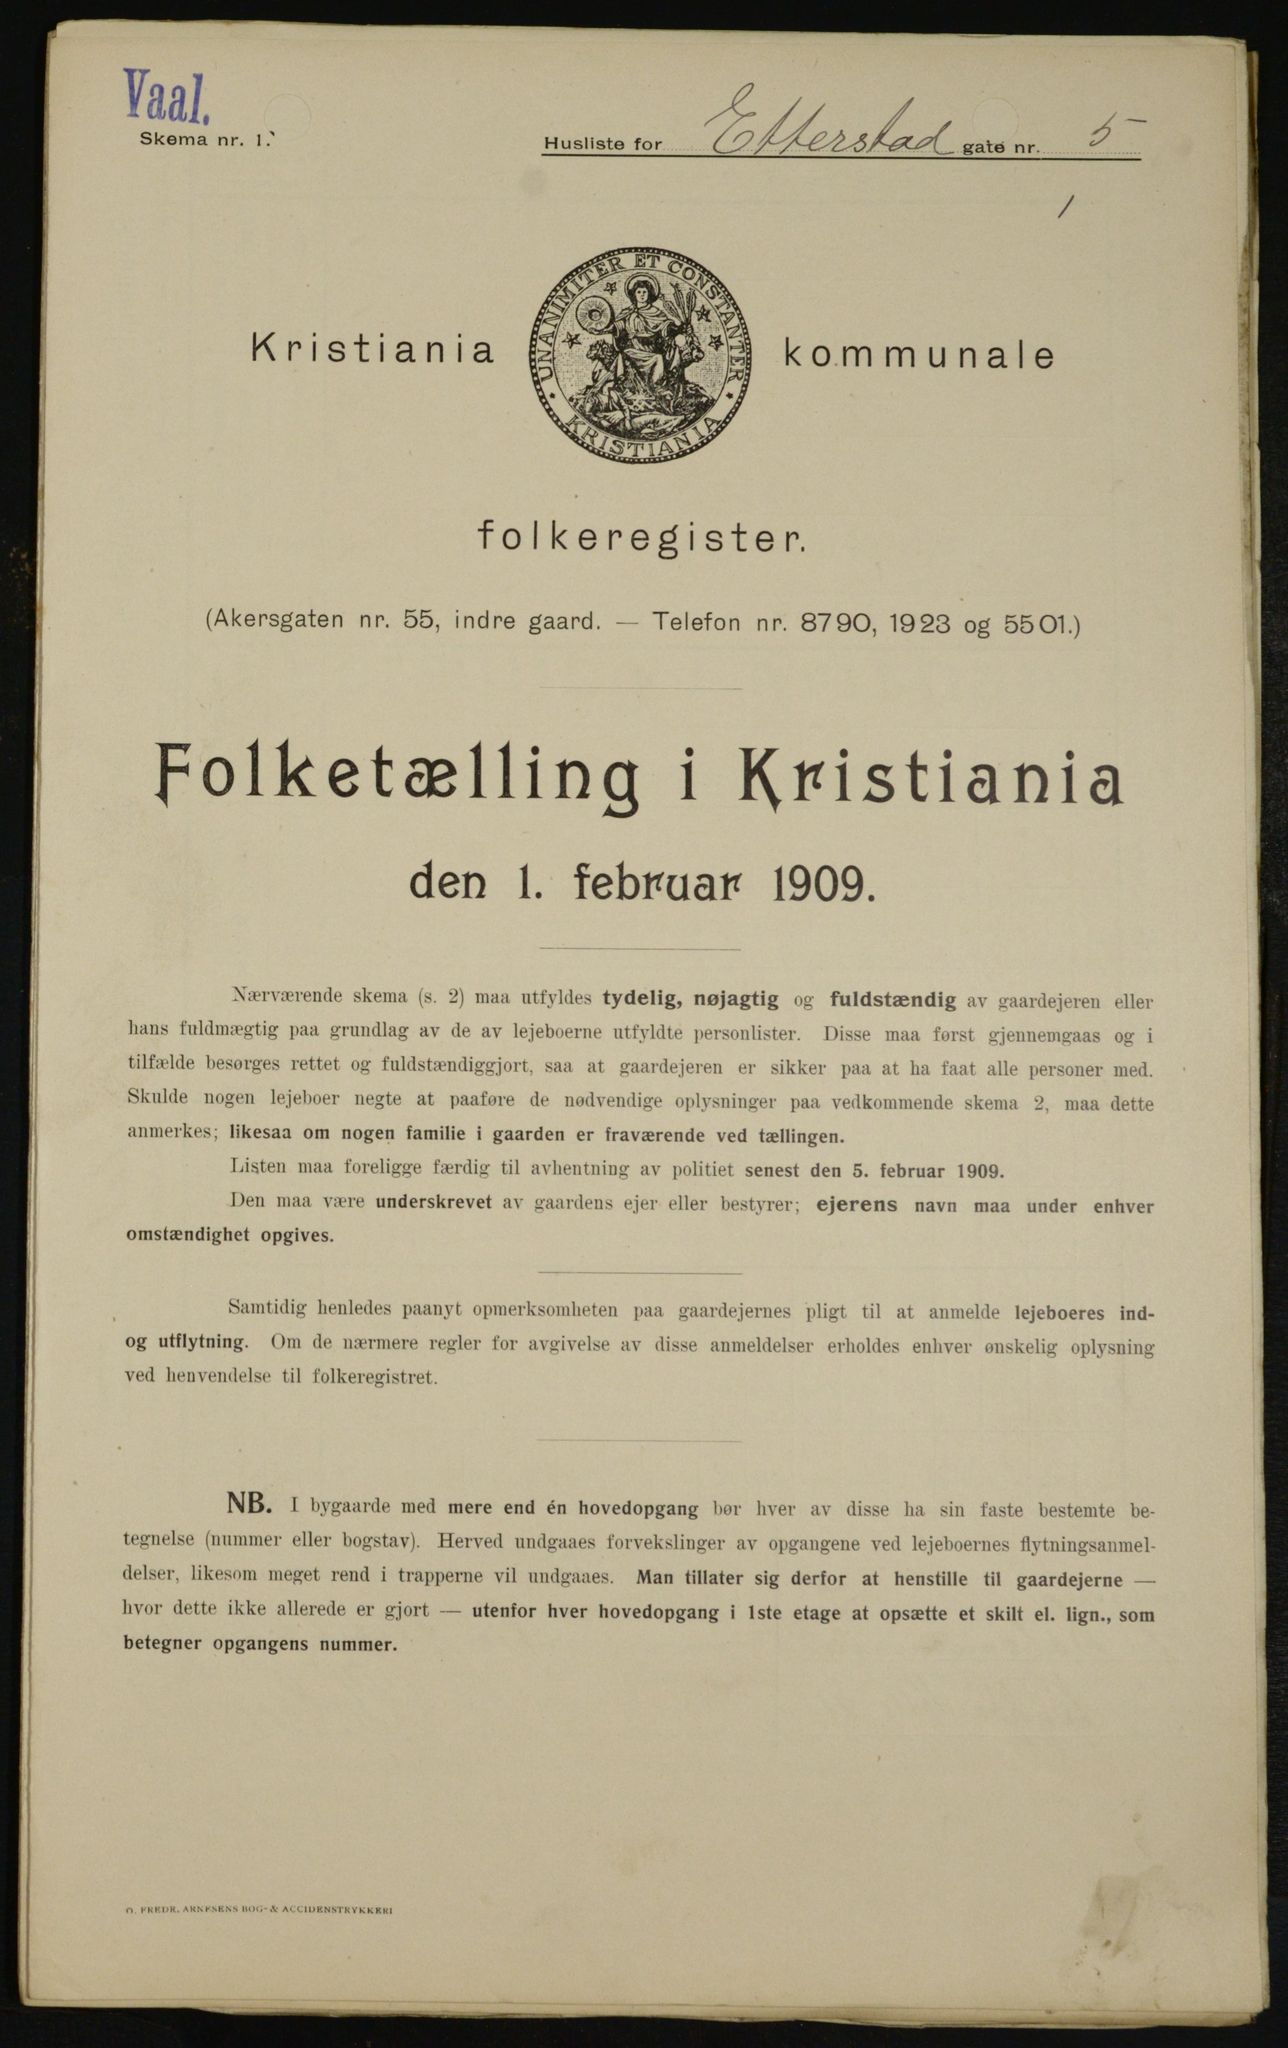 Vaal.
Skema nr. 1.
Husliste for Etterstad gate nr. 5
1
UNANIMITER ET CONSTANTER
KRISTIANIA
Kristiania kommunale
folkeregister.
(Akersgaten nr. 55, indre gaard. — Telefon nr. 8790, 1923 og 5501.)
Folketælling i Kristiania
den 1. februar 1909.
Nærværende skema (s. 2) maa utfyldes tydelig, nøjagtig og fuldstændig av gaardejeren eller
hans fuldmægtig paa grundlag av de av lejeboerne utfyldte personlister. Disse maa først gjennemgaas og i
tilfælde besørges rettet og fuldstændiggjort, saa at gaardejeren er sikker paa at ha faat alle personer med.
Skulde nogen lejeboer negte at paaføre de nødvendige oplysninger paa vedkommende skema 2, maa dette
anmerkes; likesaa om nogen familie i gaarden er fraværende ved tællingen.
Listen maa foreligge færdig til avhentning av politiet senest den 5. februar 1909.
Den maa være underskrevet av gaardens ejer eller bestyrer; ejerens navn maa under enhver
omstændighet opgives.
Samtidig henledes paanyt opmerksomheten paa gaardejernes pligt til at anmelde lejeboeres ind-
og utflytning. Om de nærmere regler for avgivelse av disse anmeldelser erholdes enhver ønskelig oplysning
ved henvendelse til folkeregistret.
NB. I bygaarde med mere end én hovedopgang bør hver av disse ha sin faste bestemte be-
tegnelse (nummer eller bogstav). Herved undgaaes forvekslinger av opgangene ved lejeboernes flytningsanmel-
delser, likesom meget rend i trapperne vil undgaaes. Man tillater sig derfor at henstille til gaardejerne —
hvor dette ikke allerede er gjort — utenfor hver hovedopgang i 1ste etage at opsætte et skilt el. lign., som
betegner opgangens nummer.
O. FREDR. ARNESENS BOG- & ACCIDENSTRYKKERI